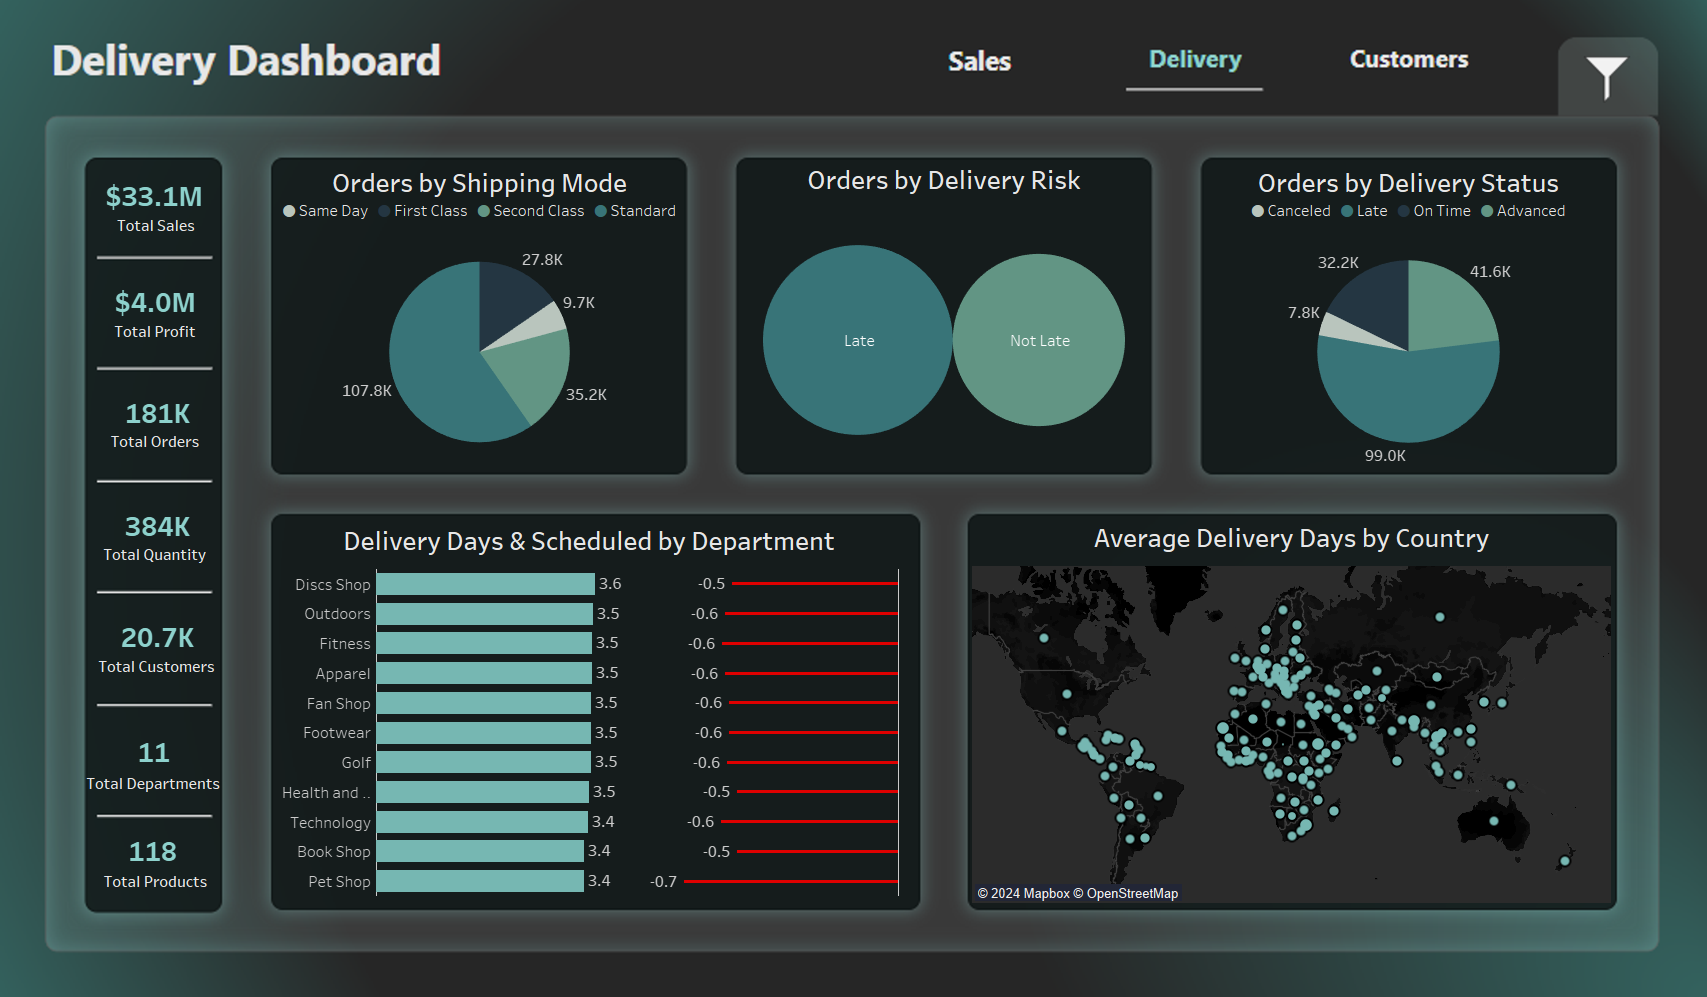 Delivery Dashboard
Sales
Delivery
Customers
$33.1M
Total Sales
$4.0M
Total Profit
181K
Total Orders
384K
Total Quantity
20.7K
Total Customers
11
Total Departments
118
Total Products
Orders by Shipping Mode
Same Day First Class Second Class Standard
27.8K
9.7K
107.8K
35.2K
Orders by Delivery Risk
Late
Not Late
Orders by Delivery Status
Canceled Late On Time Advanced
32.2K
41.6K
7.8K
99.0K
Delivery Days & Scheduled by Department
Discs Shop 3.6 -0.5
Outdoors 3.5 -0.6
Fitness 3.5 -0.6
Apparel 3.5 -0.6
Fan Shop 3.5 -0.6
Footwear 3.5 -0.6
Golf 3.5 -0.6
Health and .. 3.5 -0.5
Technology 3.4 -0.6
Book Shop 3.4 -0.5
Pet Shop 3.4 -0.7
Average Delivery Days by Country
© 2024 Mapbox © OpenStreetMap